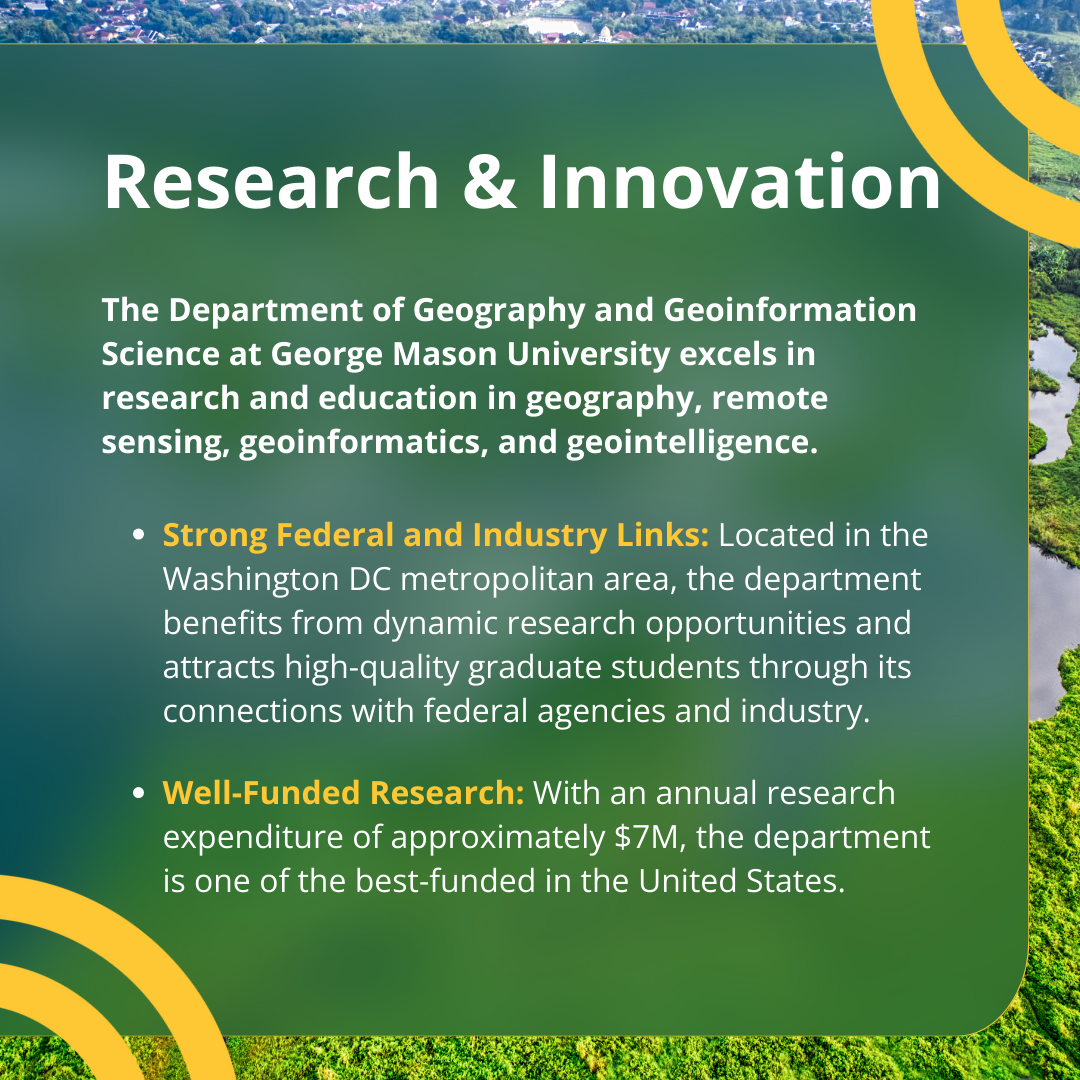 Research & Innovation
The Department of Geography and Geoinformation
Science at George Mason University excels in
research and education in geography, remote
sensing, geoinformatics, and geointelligence.
• Strong Federal and Industry Links: Located in the
Washington DC metropolitan area, the department
benefits from dynamic research opportunities and
attracts high-quality graduate students through its
connections with federal agencies and industry.
• Well-Funded Research: With an annual research
expenditure of approximately $7M, the department
is one of the best-funded in the United States.